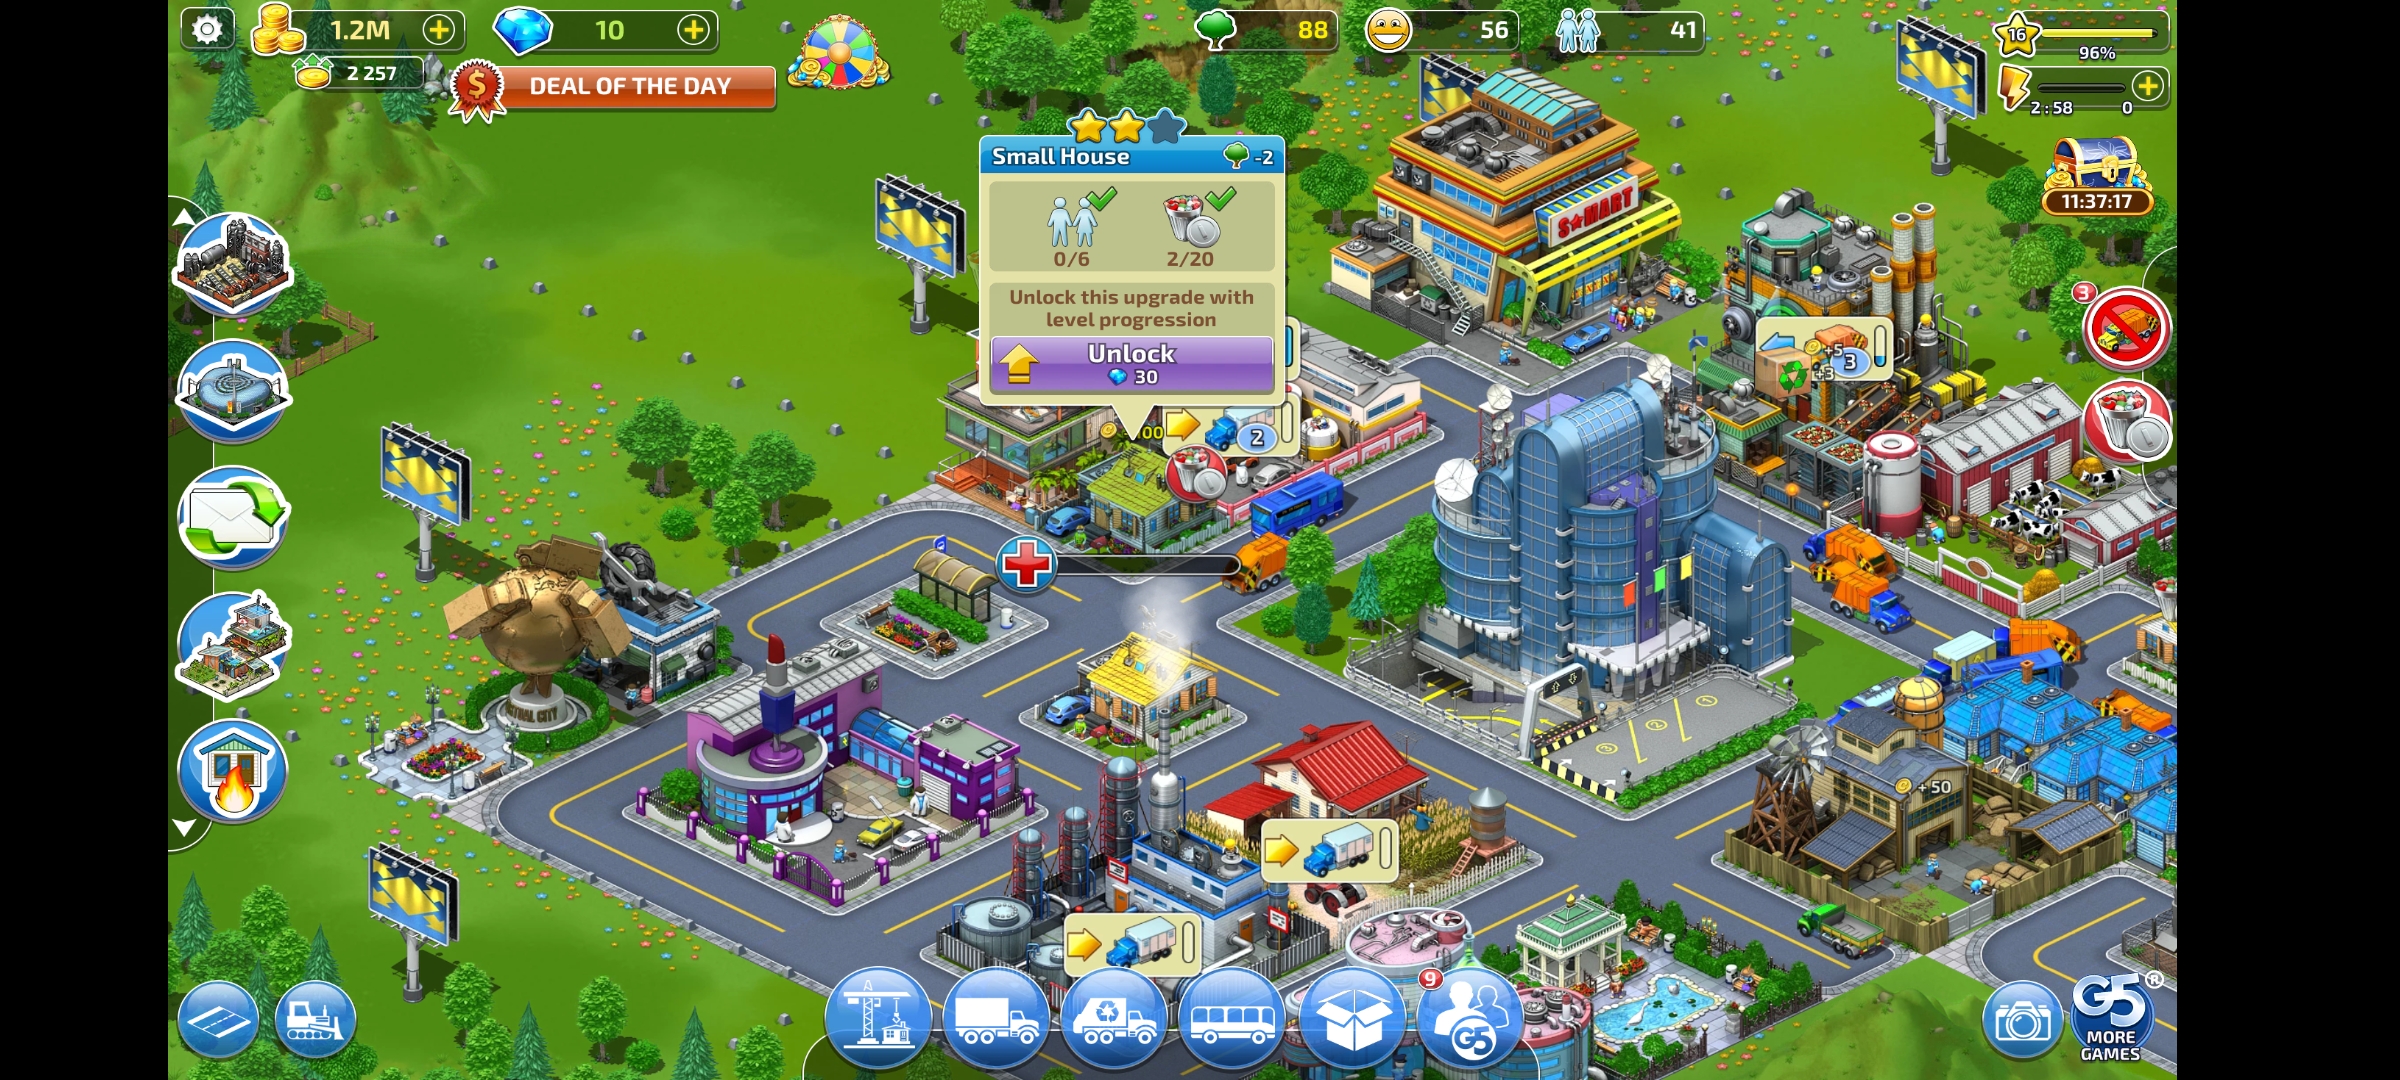 1.2M
10
88
56
41
16
96%
2 257
DEAL OF THE DAY
2:58
0
11:37:17
Small House
-2
0/6
2/20
Unlock this upgrade with
level progression
Unlock
30
S★MART
3
+5
3
+3
2
+50
9
G5
G5®
MORE
GAMES